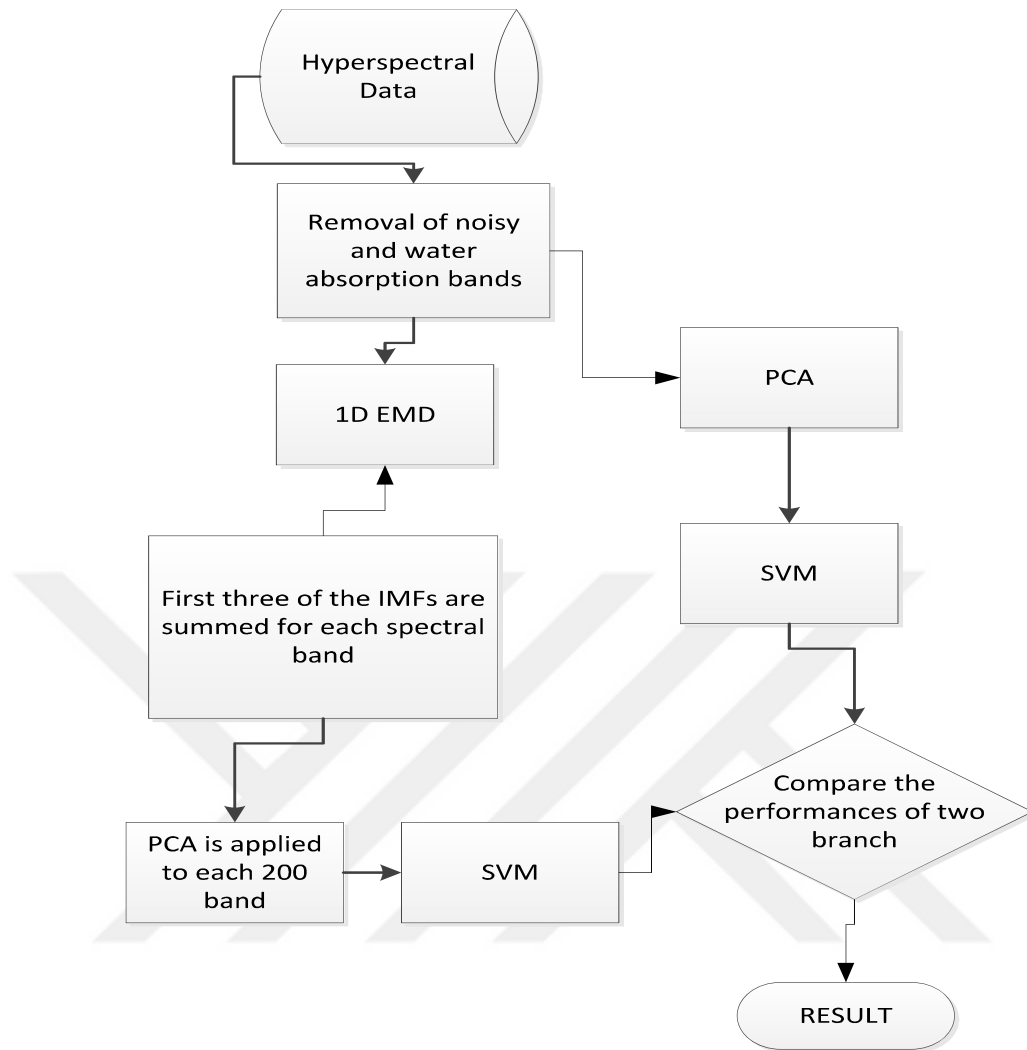 Hyperspectral
Data
Removal of noisy
and water
absorption bands
PCA
1D EMD
SVM
First three of the IMFs are
summed for each spectral
band
Compare the
performances of two
branch
PCA is applied
to each 200
band
SVM
RESULT